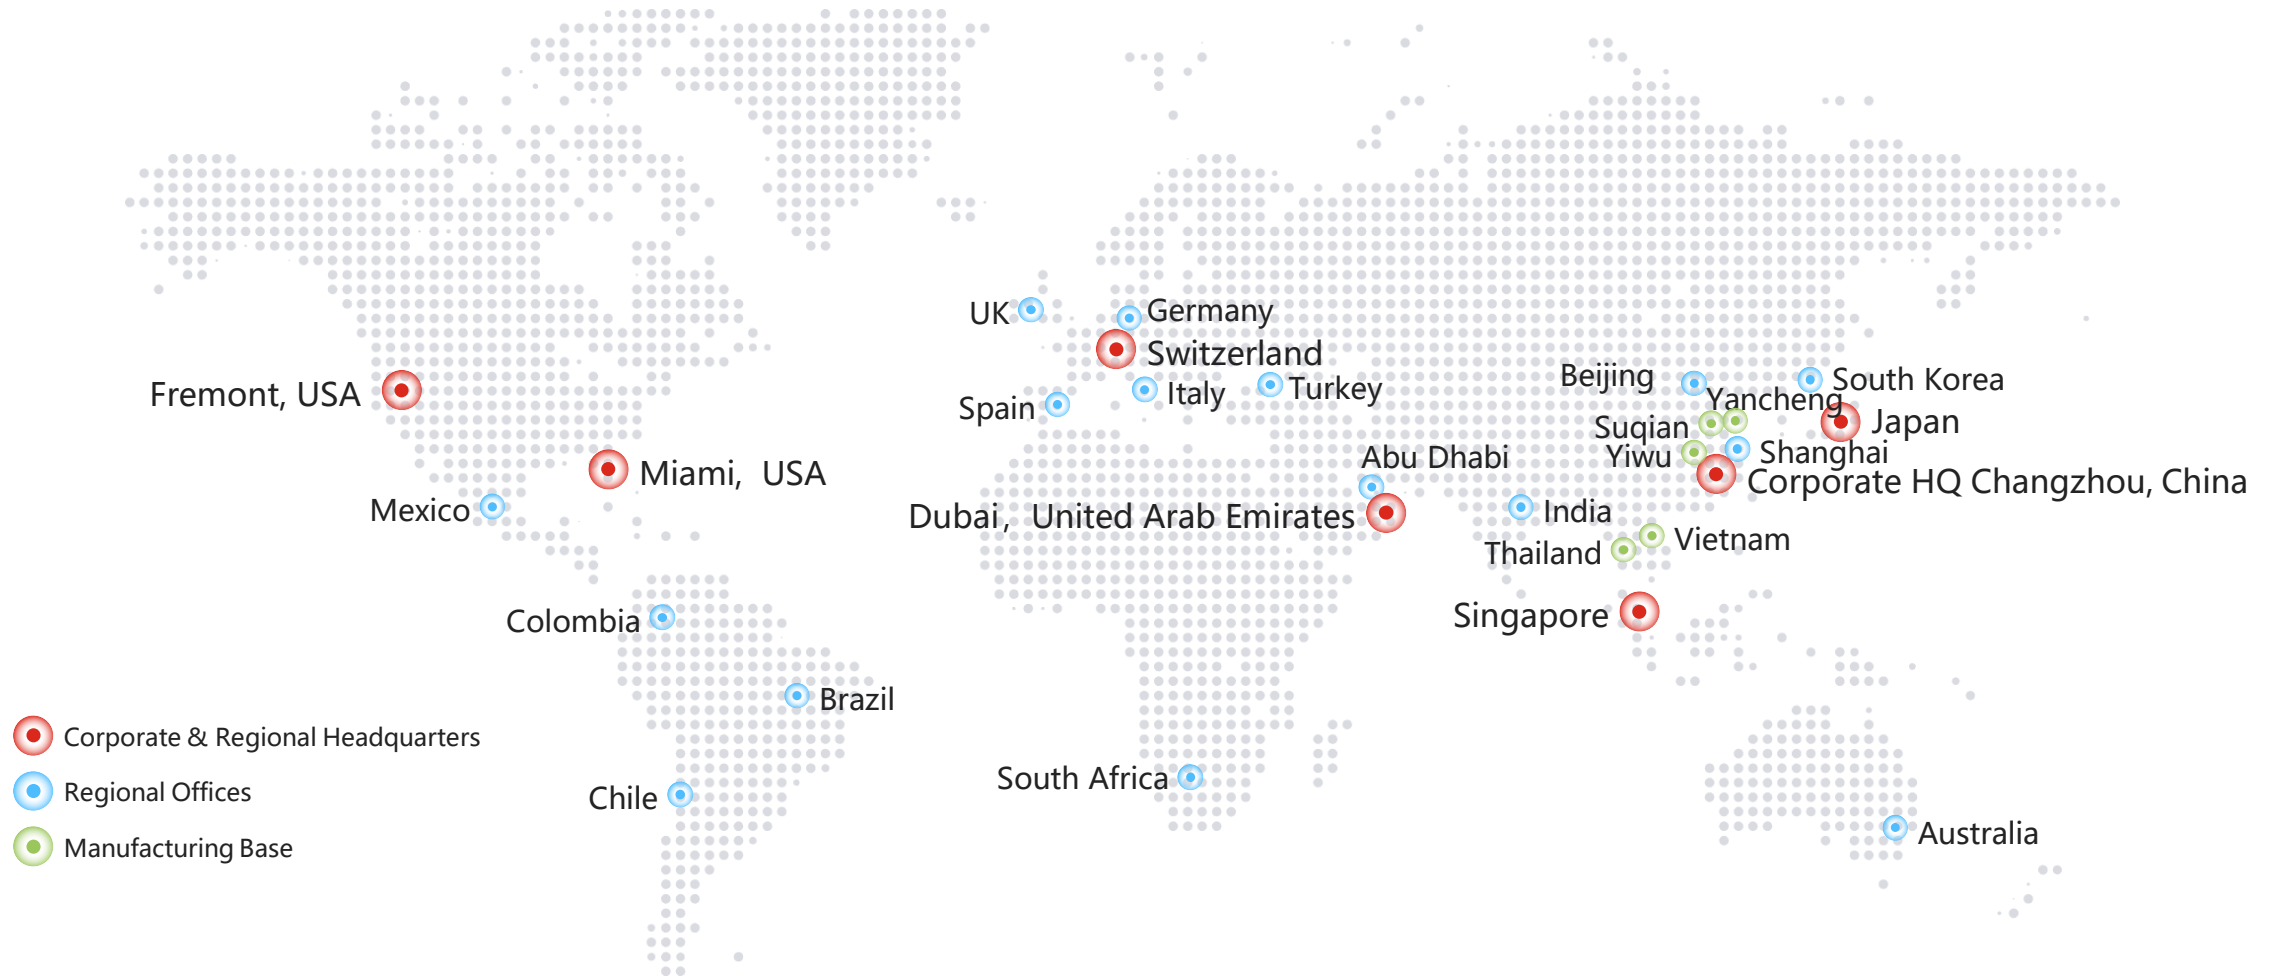 UK
Germany
Switzerland
Fremont, USA
Spain
Italy
Turkey
Beijing
South Korea
Yancheng
Suqian
Japan
Yiwu
Shanghai
Miami, USA
Abu Dhabi
Corporate HQ Changzhou, China
Mexico
Dubai, United Arab Emirates
India
Thailand
Vietnam
Colombia
Singapore
Brazil
Corporate & Regional Headquarters
South Africa
Regional Offices
Chile
Australia
Manufacturing Base